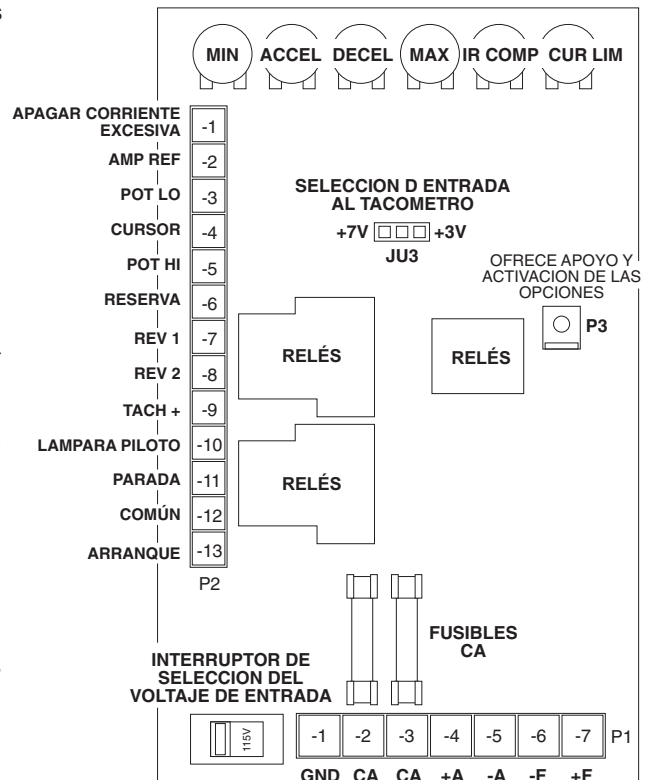 s
MIN ACCEL DECEL MAX IR COMP CUR LIM
APAGAR CORRIENTE
EXCESIVA -1
AMP REF -2
POT LO -3
CURSOR -4
POT HI -5
RESERVA -6
REV 1 -7
REV 2 -8
TACH + -9
LAMPARA PILOTO -10
PARADA -11
COMÚN -12
ARRANQUE -13
P2
SELECCION D ENTRADA
AL TACOMETRO
+7V +3V
JU3
OFRECE APOYO Y
ACTIVACION DE LAS
OPCIONES
P3
RELÉS
RELÉS
RELÉS
FUSIBLES
CA
INTERRUPTOR DE
SELECCION DEL
VOLTAJE DE ENTRADA
115V
-1 -2 -3 -4 -5 -6 -7 P1
GND CA CA +A -A -F +F